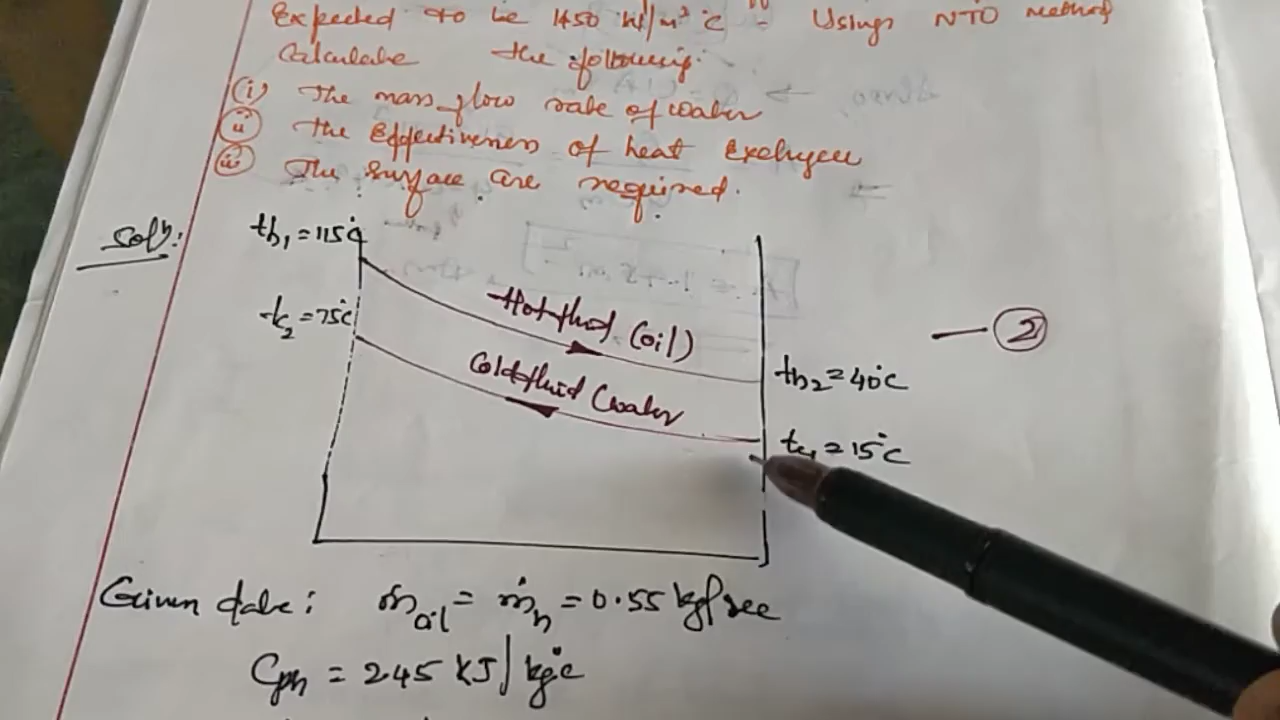 Expected to be 1450 W/m² °C. Using NTU method
Calculate the following:
(i) The mass flow rate of water
(ii) The Effectiveness of heat Exchanger
(iii) The surface are required.
Soln:
th1 = 115°C
tc2 = 75°C
Hot fluid (oil)
Cold fluid (water
th2 = 40°C
tc1 = 15°C
2
Given data: ṁoil = ṁh = 0.55 kg/sec
Cph = 2.45 KJ/kg°C